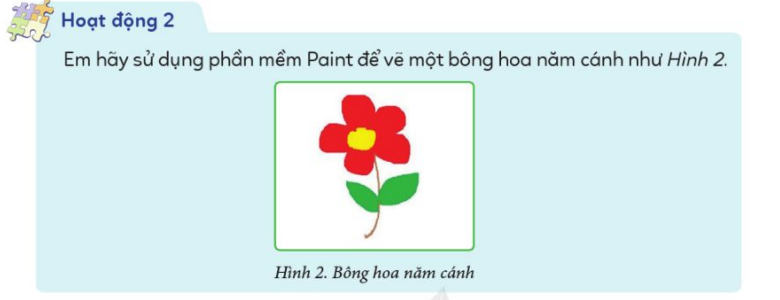 Hoạt động 2
Em hãy sử dụng phần mềm Paint để vẽ một bông hoa năm cánh như Hình 2.
Hình 2. Bông hoa năm cánh